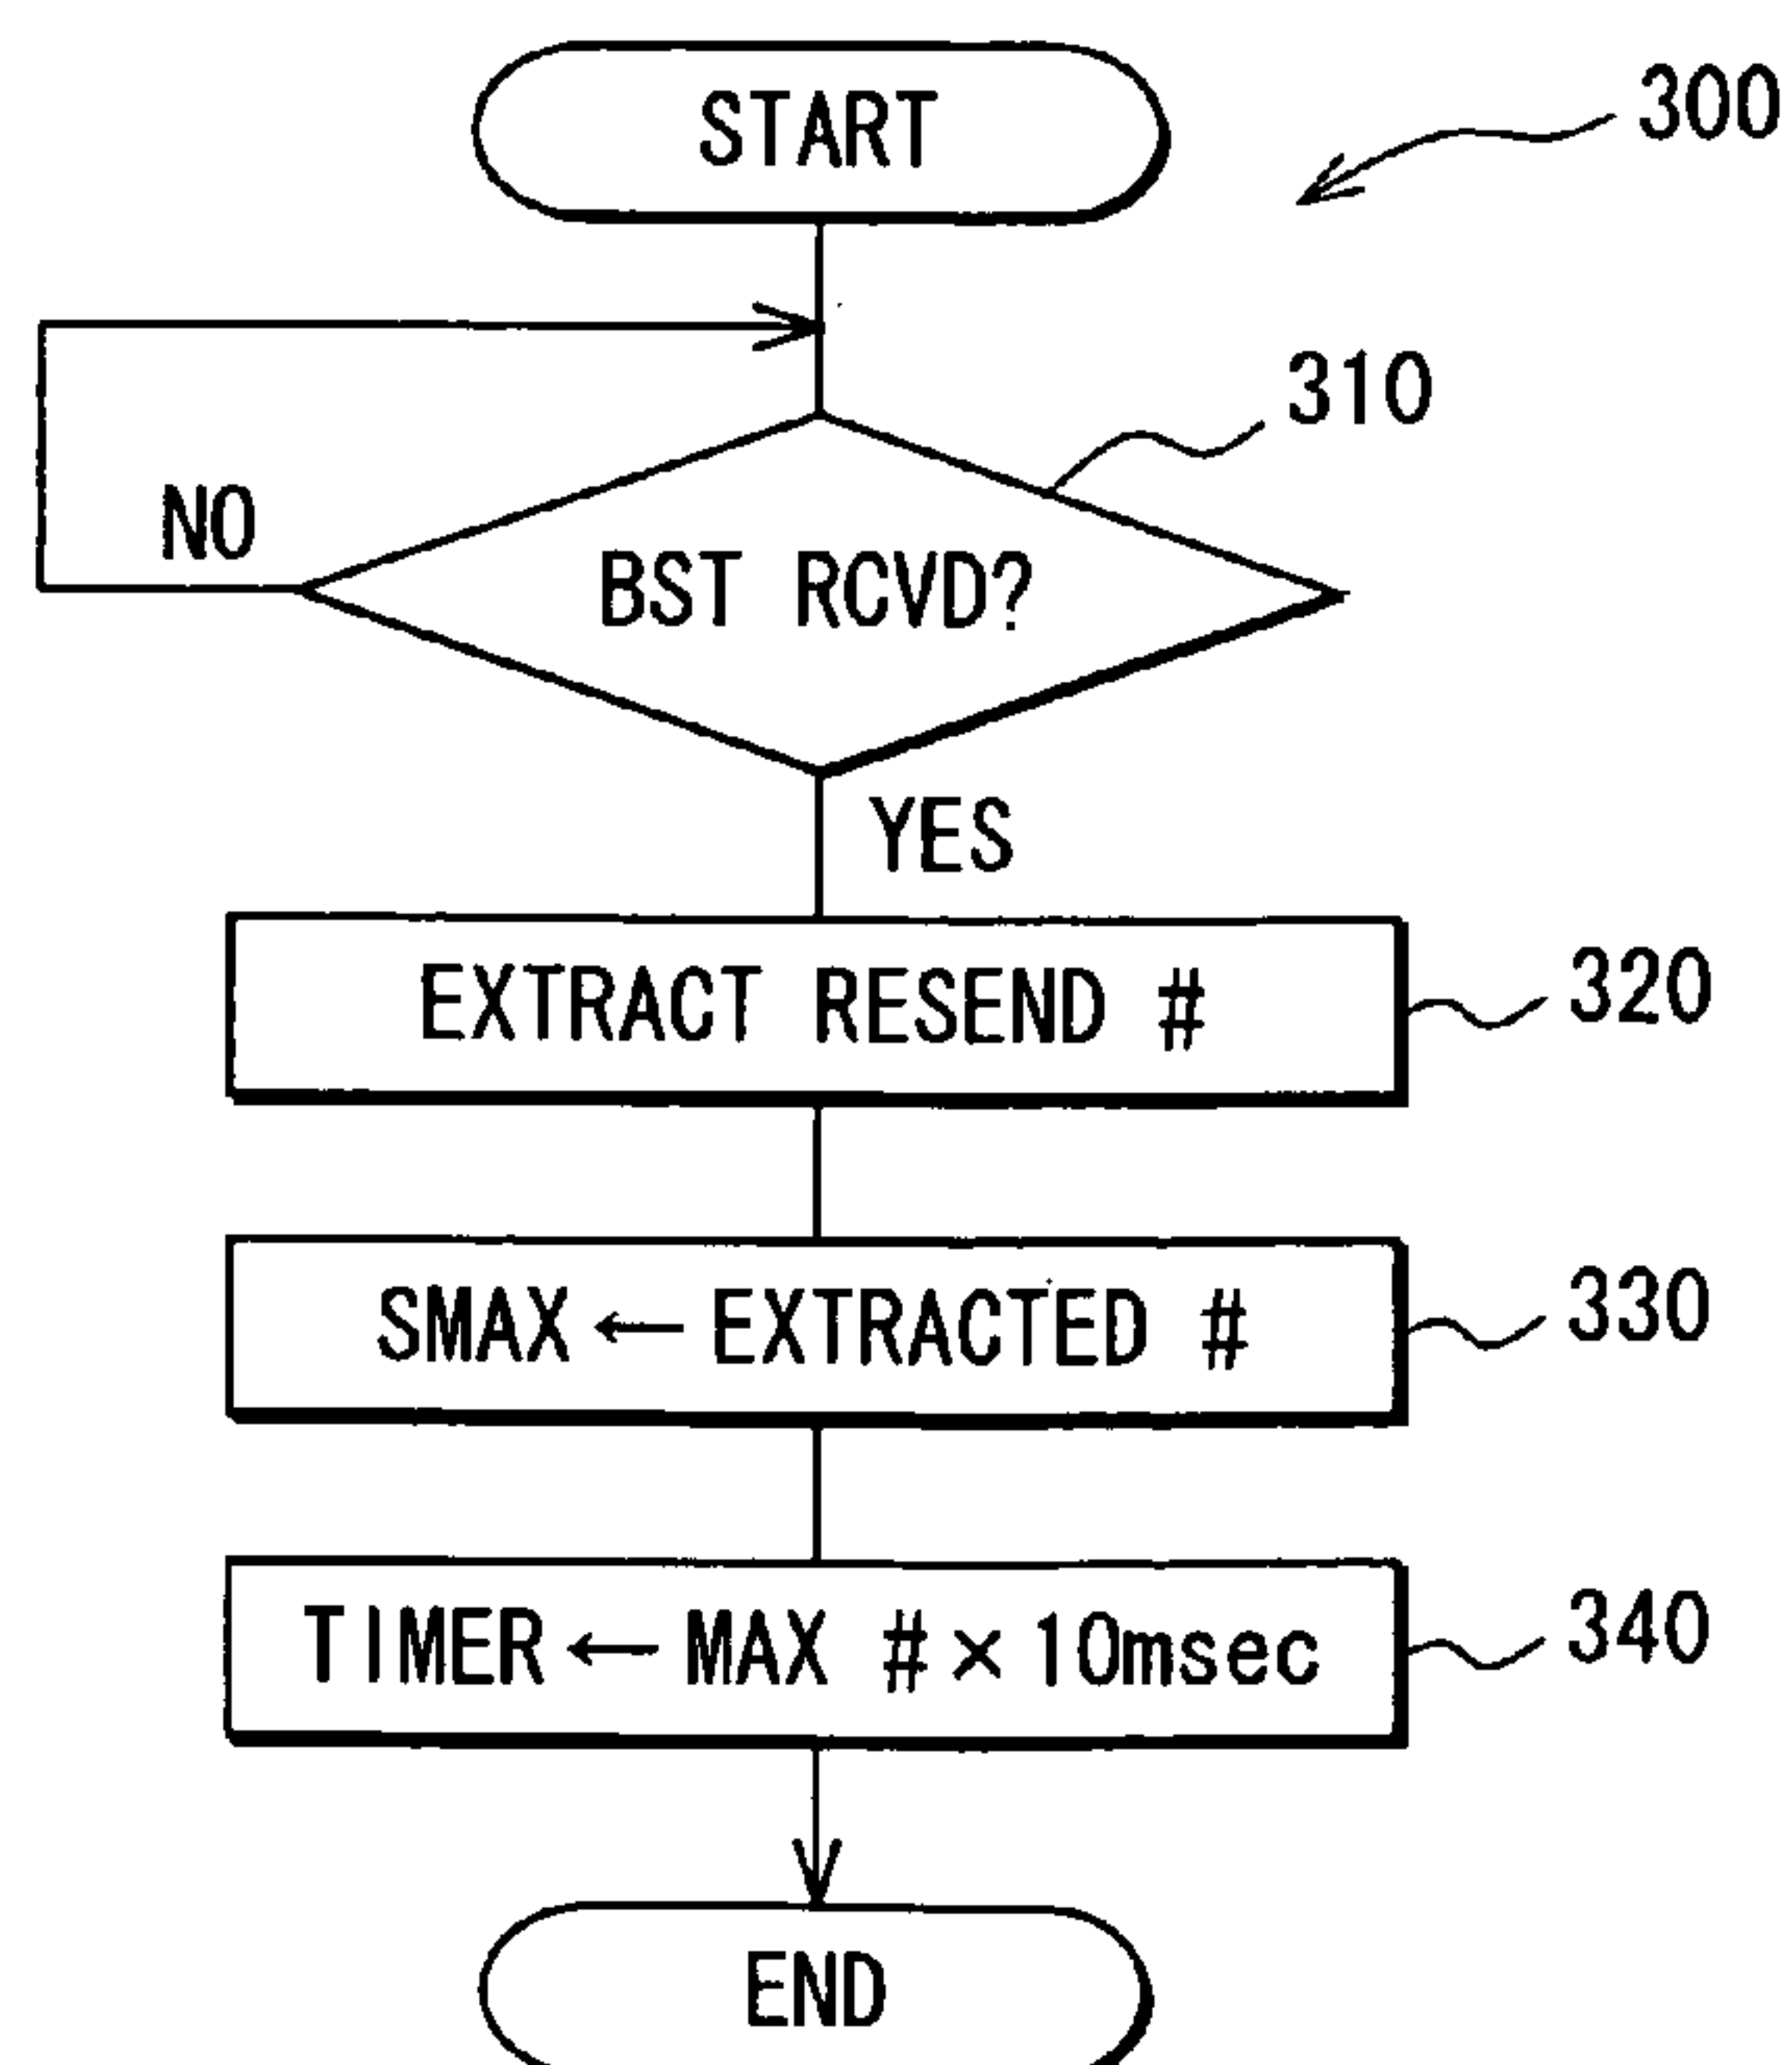 START
300
310
NO
BST RCVD?
YES
EXTRACT RESEND #
320
SMAX ← EXTRACTED #
330
TIMER ← MAX # × 10msec
340
END